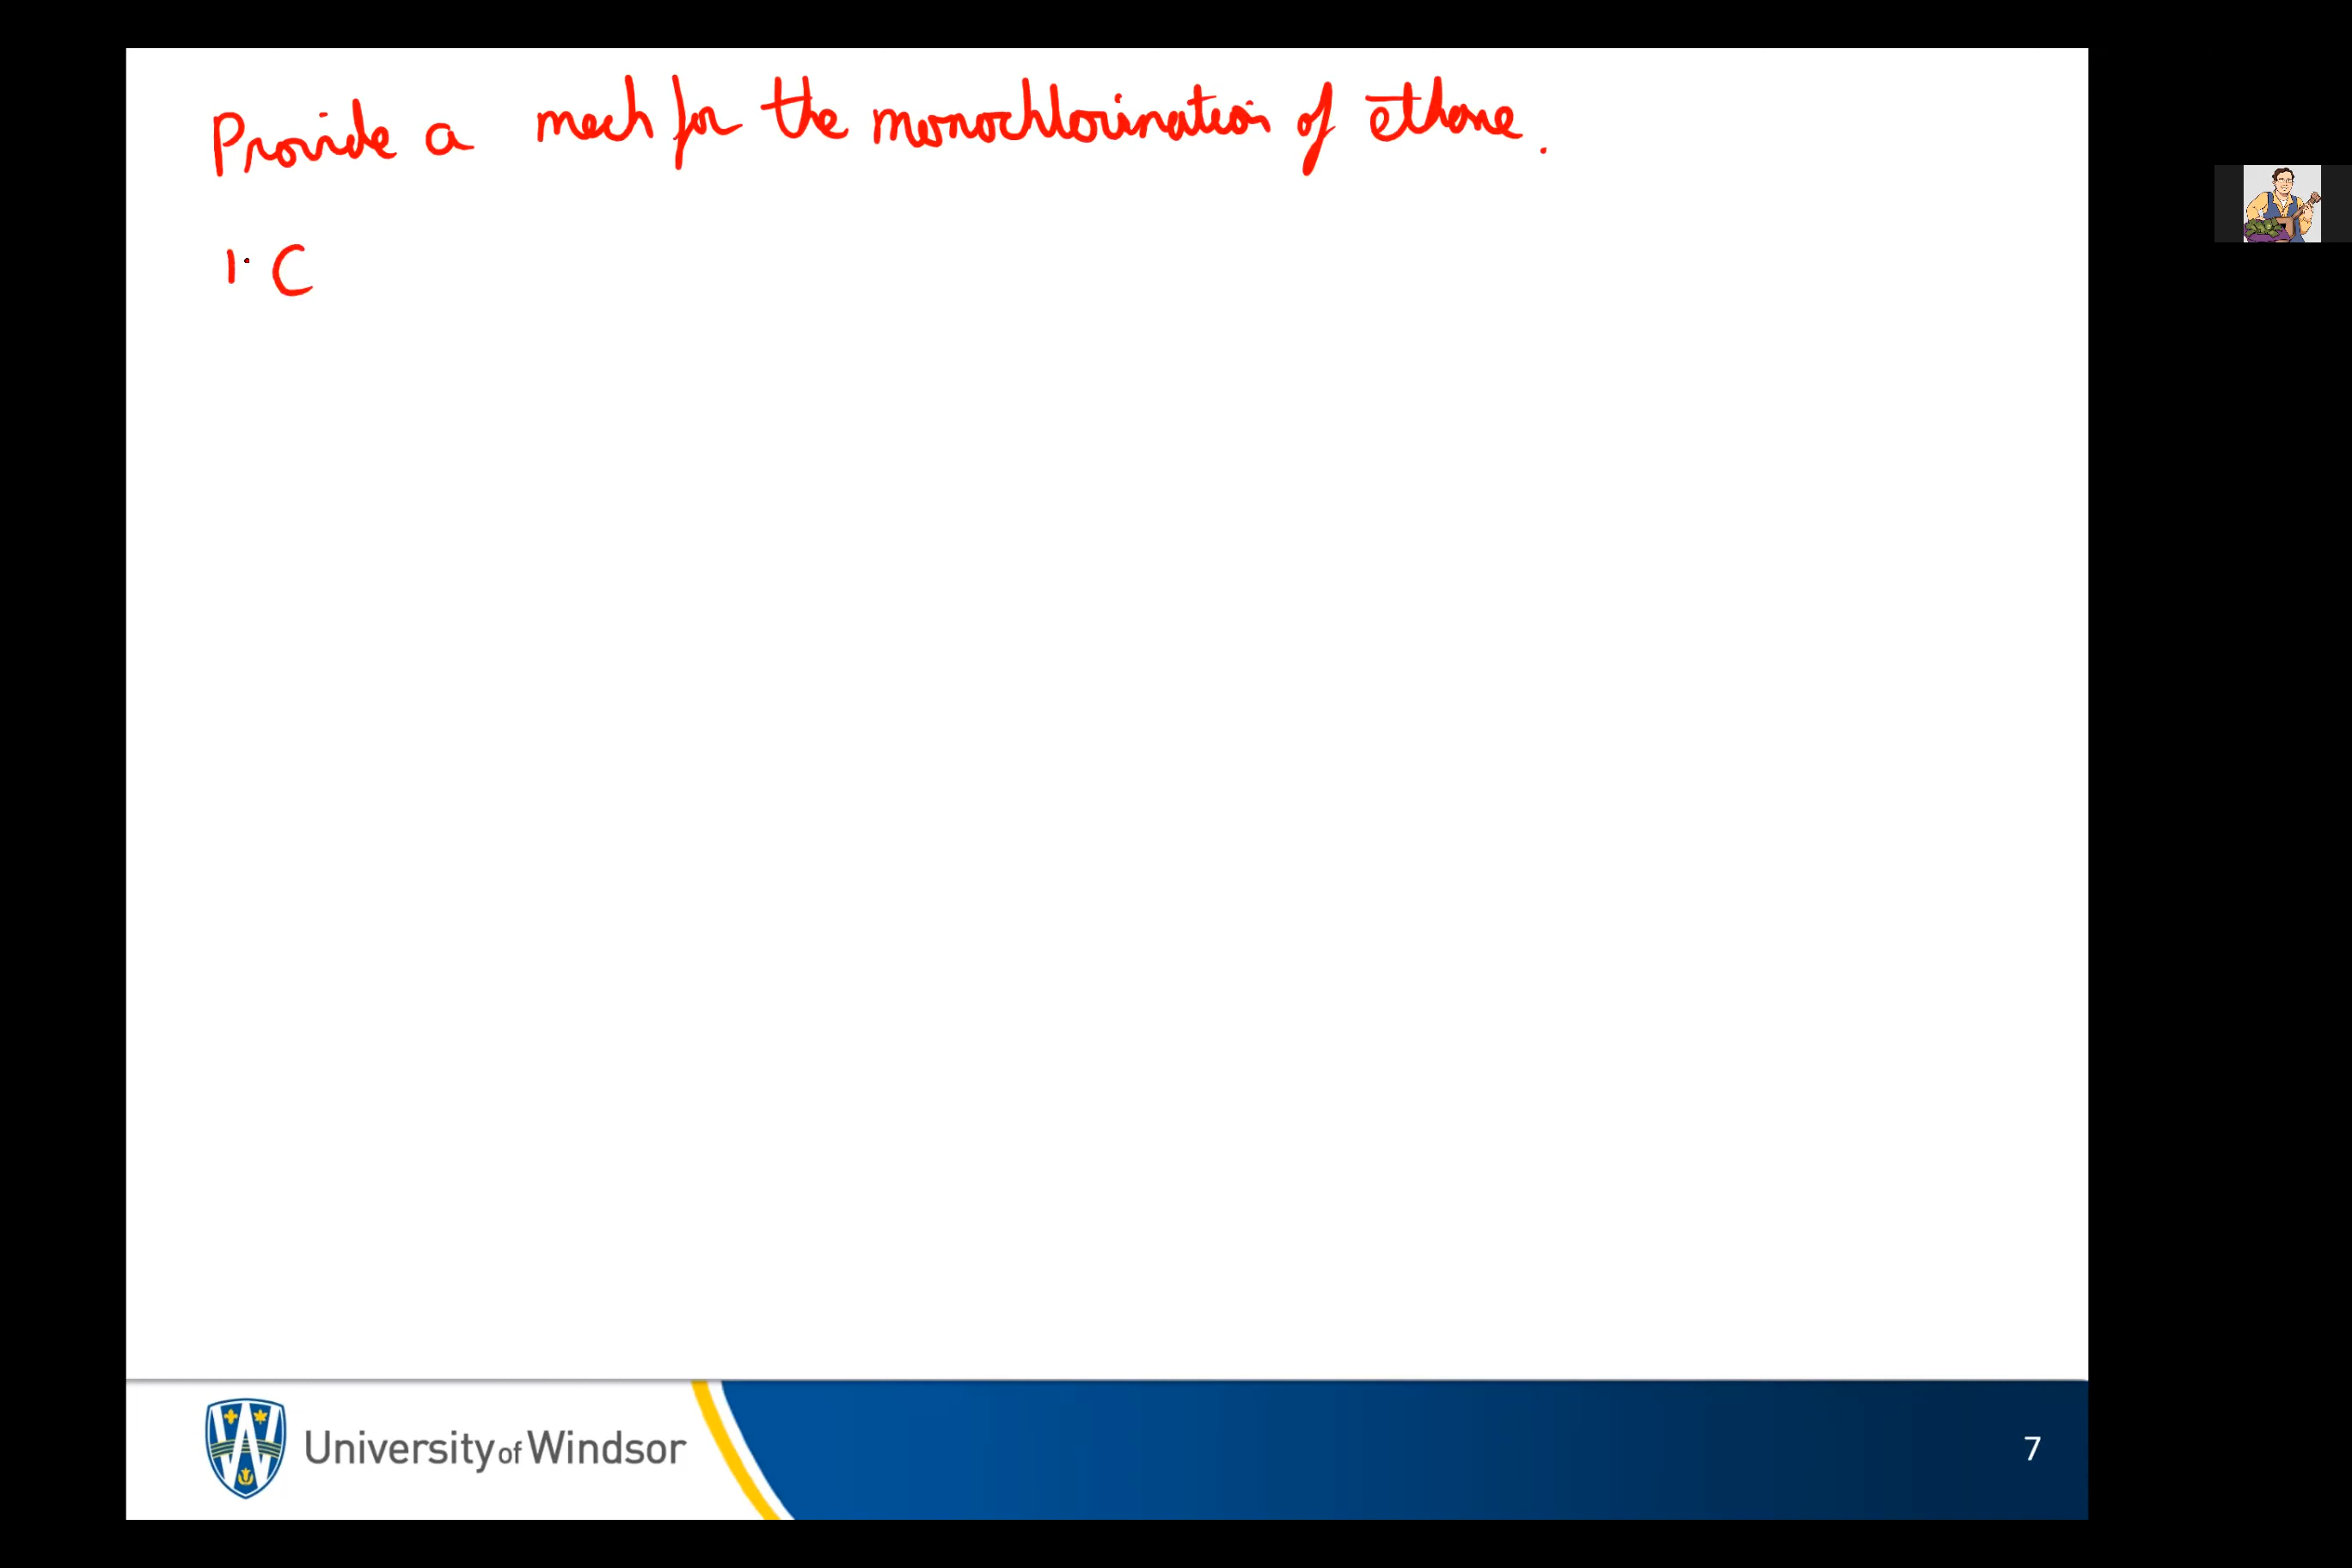 Provide a mech for the monochlorination of ethane.
1. C
University of Windsor
7